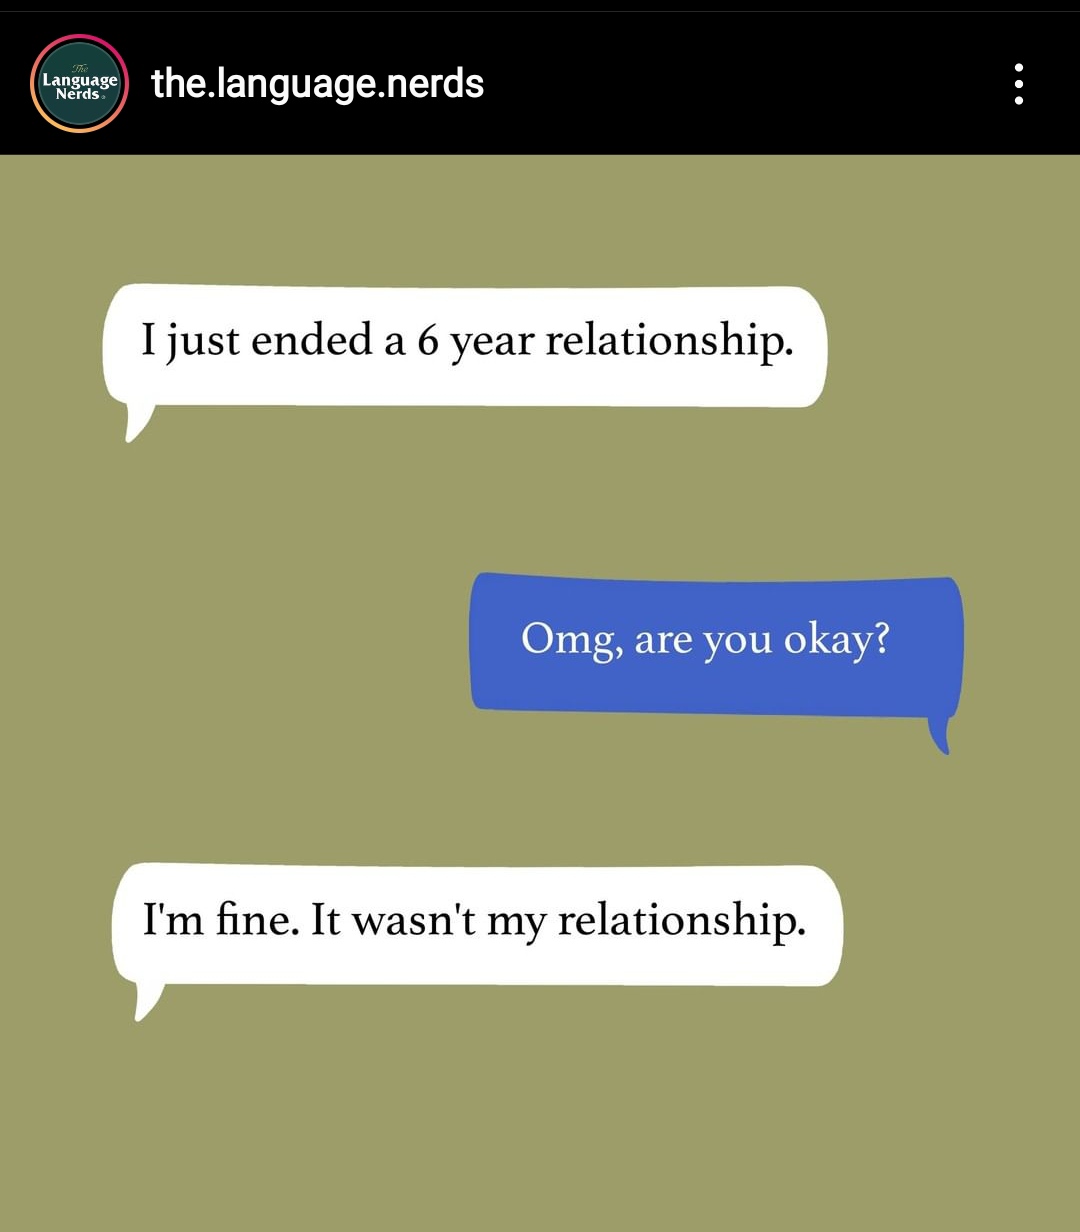 The
Language
Nerds
the.language.nerds
I just ended a 6 year relationship.
Omg, are you okay?
I'm fine. It wasn't my relationship.